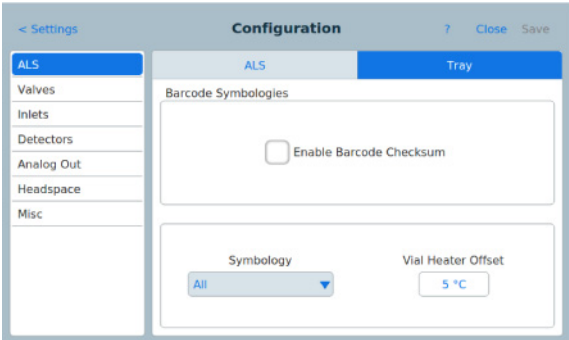 < Settings Configuration ? Close Save
ALS
Valves
Inlets
Detectors
Analog Out
Headspace
Misc
ALS Tray
Barcode Symbologies
Enable Barcode Checksum
Symbology Vial Heater Offset
All 5 °C